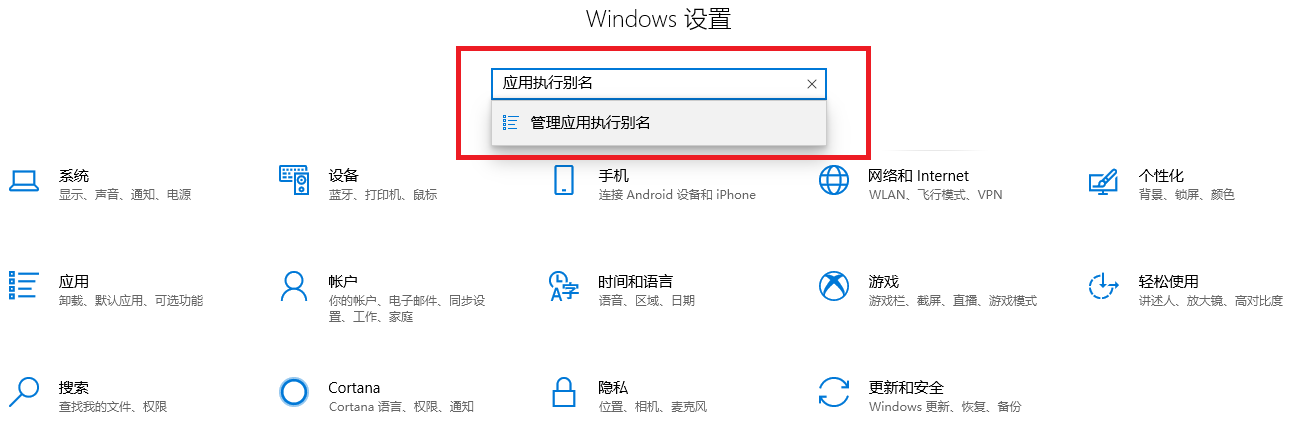 Windows 设置
应用执行别名
管理应用执行别名
系统
显示、声音、通知、电源
设备
蓝牙、打印机、鼠标
手机
连接 Android 设备和 iPhone
网络和 Internet
WLAN、飞行模式、VPN
个性化
背景、锁屏、颜色
应用
卸载、默认应用、可选功能
帐户
你的帐户、电子邮件、同步设
置、工作、家庭
时间和语言
语音、区域、日期
游戏
游戏栏、截屏、直播、游戏模式
轻松使用
讲述人、放大镜、高对比度
搜索
查找我的文件、权限
Cortana
Cortana 语言、权限、通知
隐私
位置、相机、麦克风
更新和安全
Windows 更新、恢复、备份